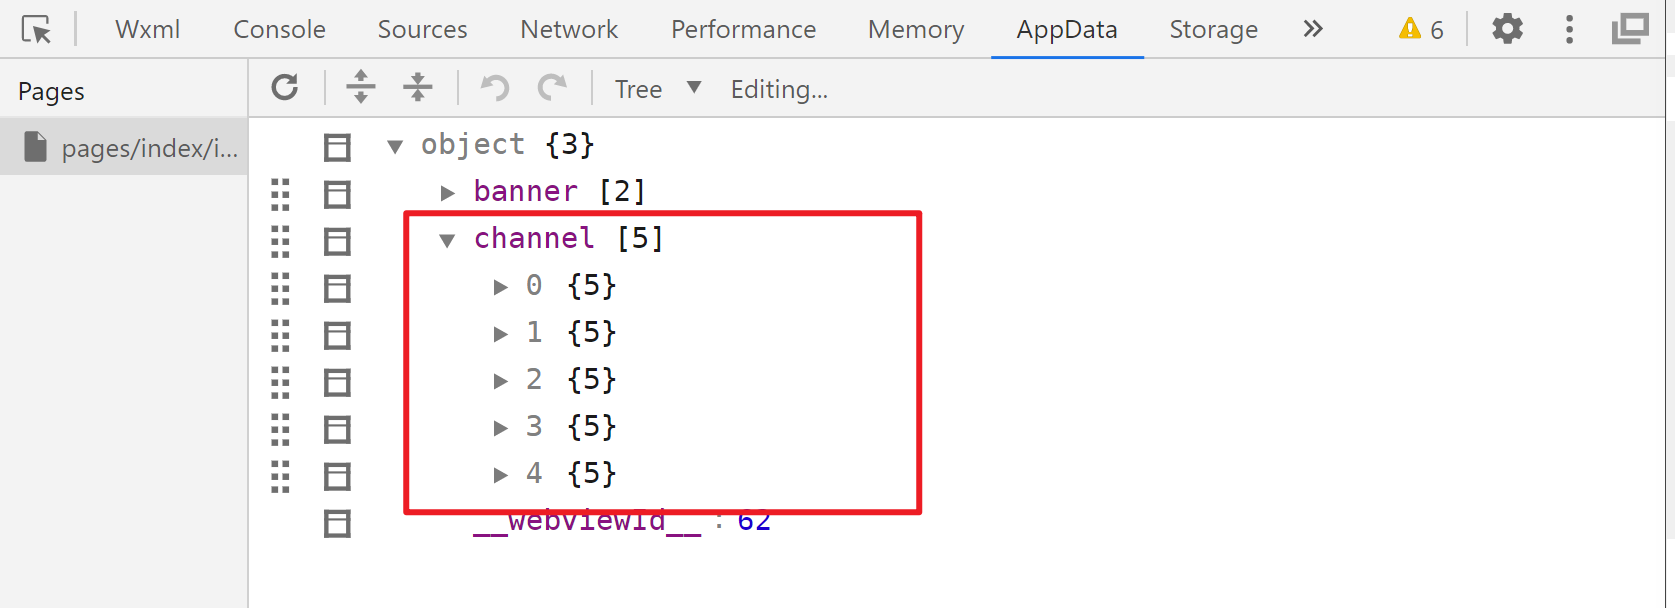 Wxml Console Sources Network Performance Memory AppData Storage 6
Pages Tree Editing...
pages/index/i...
object {3}
banner [2]
channel [5]
0 {5}
1 {5}
2 {5}
3 {5}
4 {5}
__webviewId__ : 62